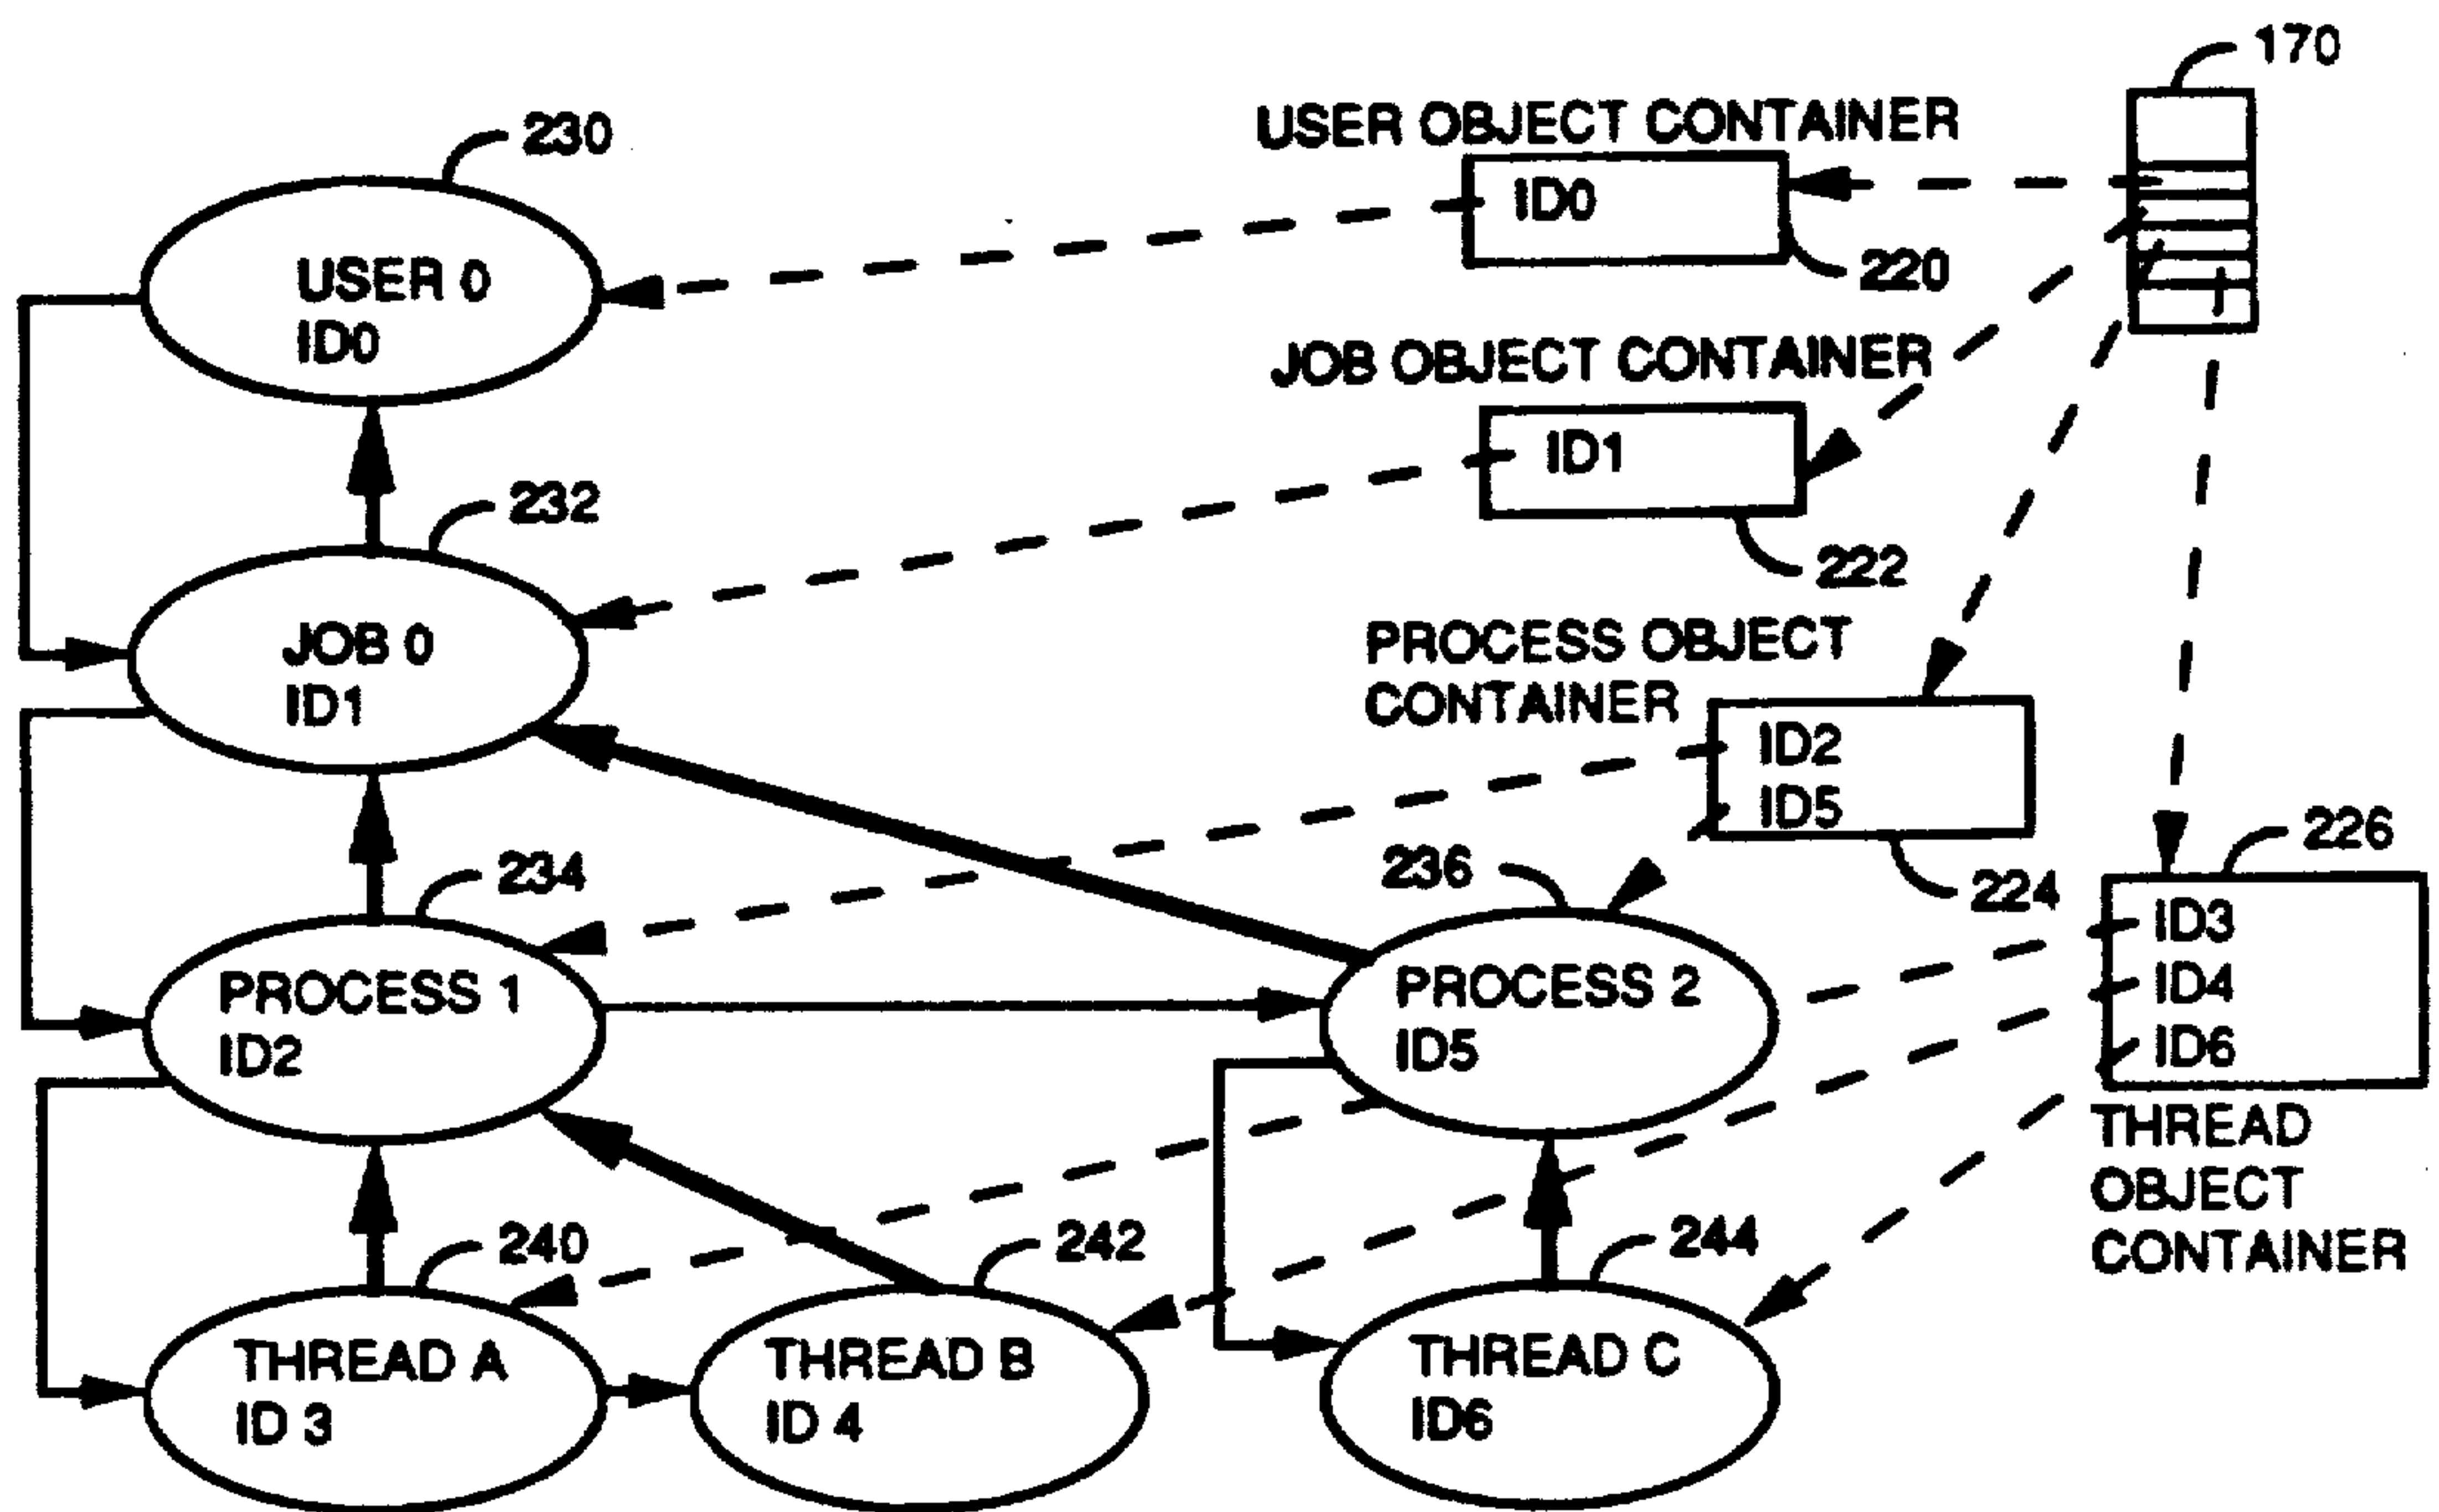 170
USER OBJECT CONTAINER
230
ID0
220
USER 0
ID0
JOB OBJECT CONTAINER
ID1
232
222
JOB 0
ID1
PROCESS OBJECT
CONTAINER
ID2
ID5
226
234
236
224
ID3
ID4
ID6
PROCESS 1
ID2
PROCESS 2
ID5
THREAD
OBJECT
CONTAINER
240
242
244
THREAD A
ID 3
THREAD B
ID 4
THREAD C
ID6